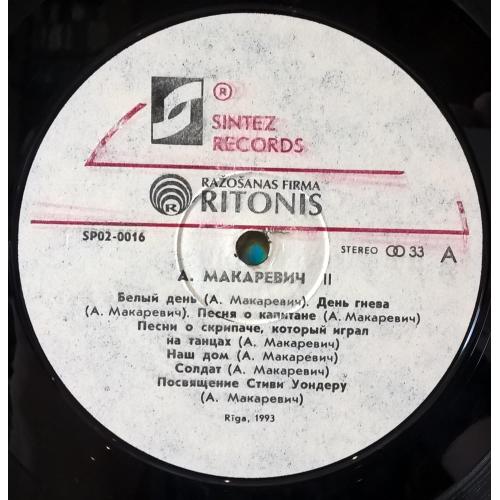 ®
SINTEZ
RECORDS
RAŽOŠANAS FIRMA
RITONIS
R
SP02-0016
STEREO 33 A
А. МАКАРЕВИЧ II
Белый день (А. Макаревич). День гнева
(А. Макаревич). Песня о капитане (А. Макаревич)
Песни о скрипаче, который играл
на танцах (А. Макаревич)
Наш дом (А. Макаревич)
Солдат (А. Макаревич)
Посвящение Стиви Уондеру
(А. Макаревич)
Rīga, 1993